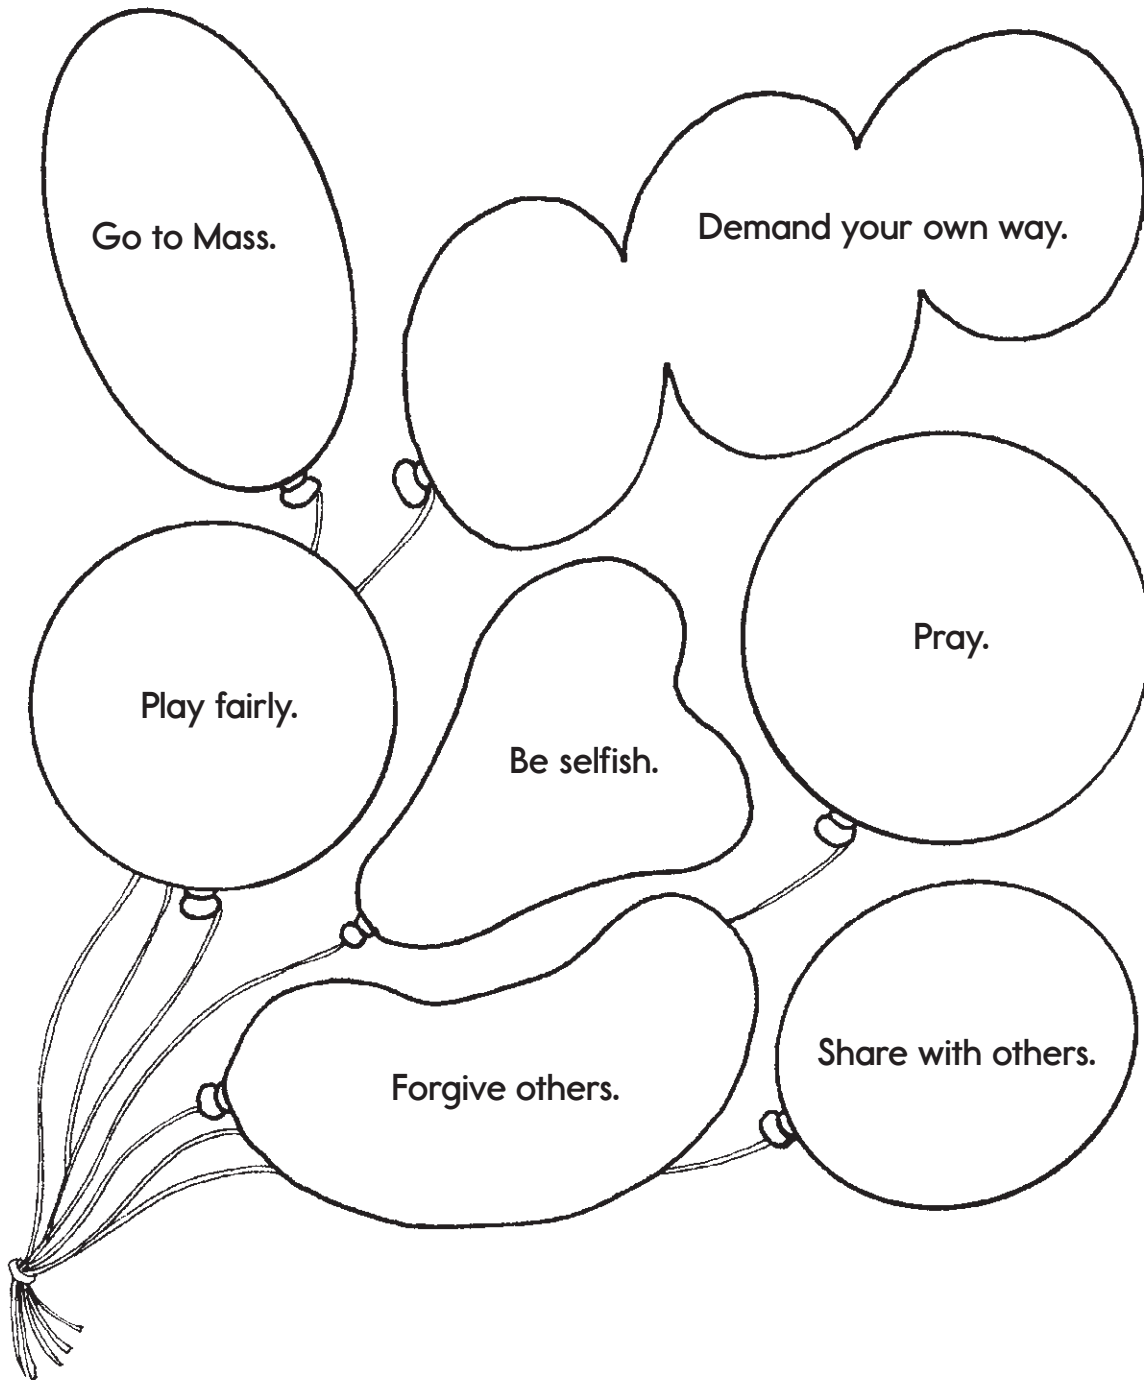 Go to Mass.
Demand your own way.
Play fairly.
Be selfish.
Pray.
Forgive others.
Share with others.